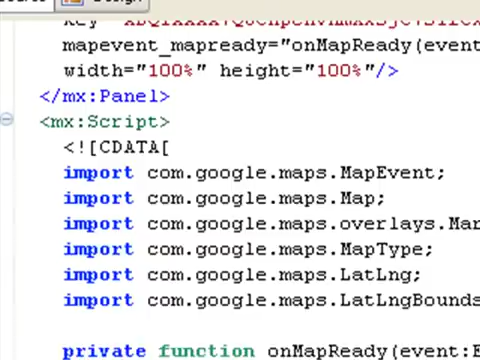 mapevent_mapready="onMapReady(event:
width="100%" height="100%"/>
</mx:Panel>
<mx:Script>
<![CDATA[
import com.google.maps.MapEvent;
import com.google.maps.Map;
import com.google.maps.overlays.Mar
import com.google.maps.MapType;
import com.google.maps.LatLng;
import com.google.maps.LatLngBounds
private function onMapReady(event:E